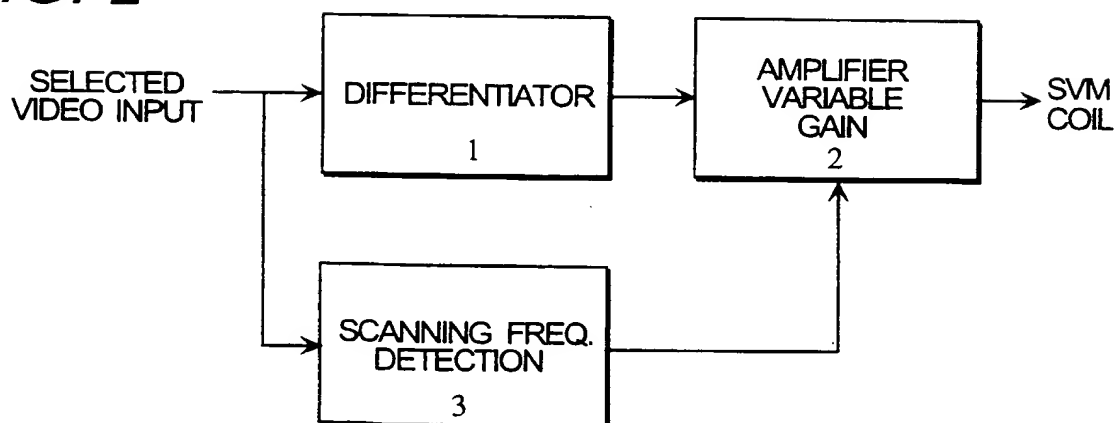 SELECTED
VIDEO INPUT
DIFFERENTIATOR
1
AMPLIFIER
VARIABLE
GAIN
2
SVM
COIL
SCANNING FREQ.
DETECTION
3